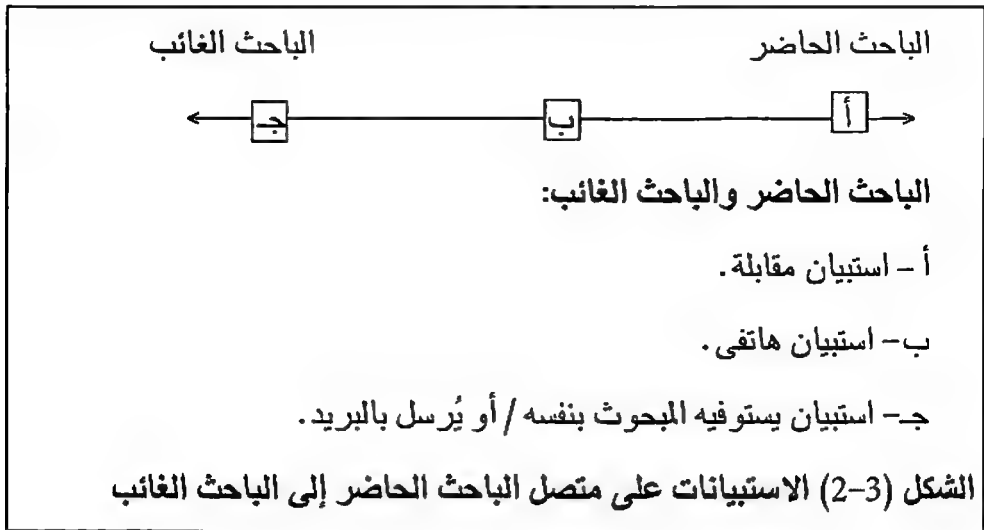 الباحث الحاضر الباحث الغائب
أ ب جـ
الباحث الحاضر والباحث الغائب:
أ – استبيان مقابلة.
ب– استبيان هاتفى.
جـ– استبيان يستوفيه المبحوث بنفسه / أو يُرسل بالبريد.
الشكل (3–2) الاستبيانات على متصل الباحث الحاضر إلى الباحث الغائب